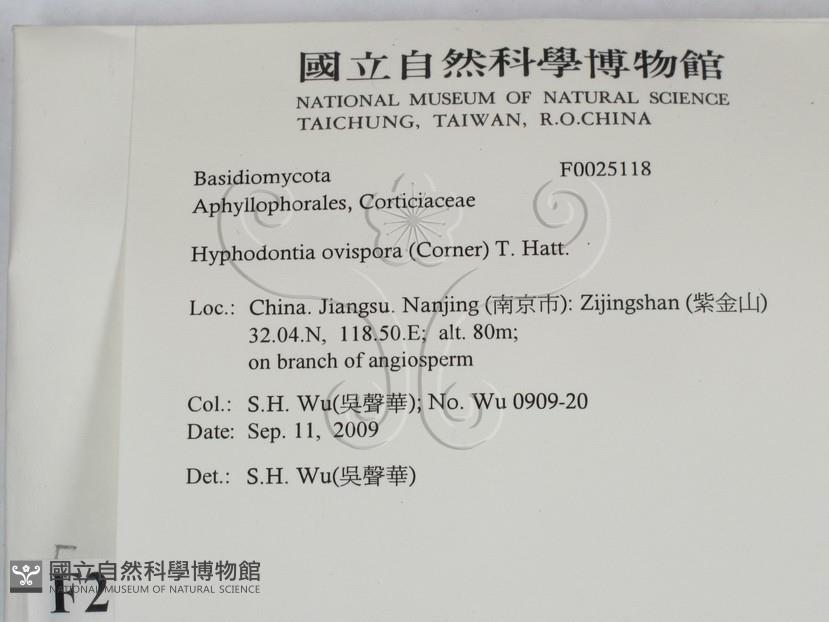 國立自然科學博物館
NATIONAL MUSEUM OF NATURAL SCIENCE
TAICHUNG, TAIWAN, R.O.CHINA
Basidiomycota F0025118
Aphyllophorales, Corticiaceae
Hyphodontia ovispora (Corner) T. Hatt.
Loc.: China. Jiangsu. Nanjing (南京市): Zijingshan (紫金山)
32.04.N, 118.50.E; alt. 80m;
on branch of angiosperm
Col.: S.H. Wu(吳聲華); No. Wu 0909-20
Date: Sep. 11, 2009
Det.: S.H. Wu(吳聲華)
國立自然科學博物館
NATIONAL MUSEUM OF NATURAL SCIENCE
F2